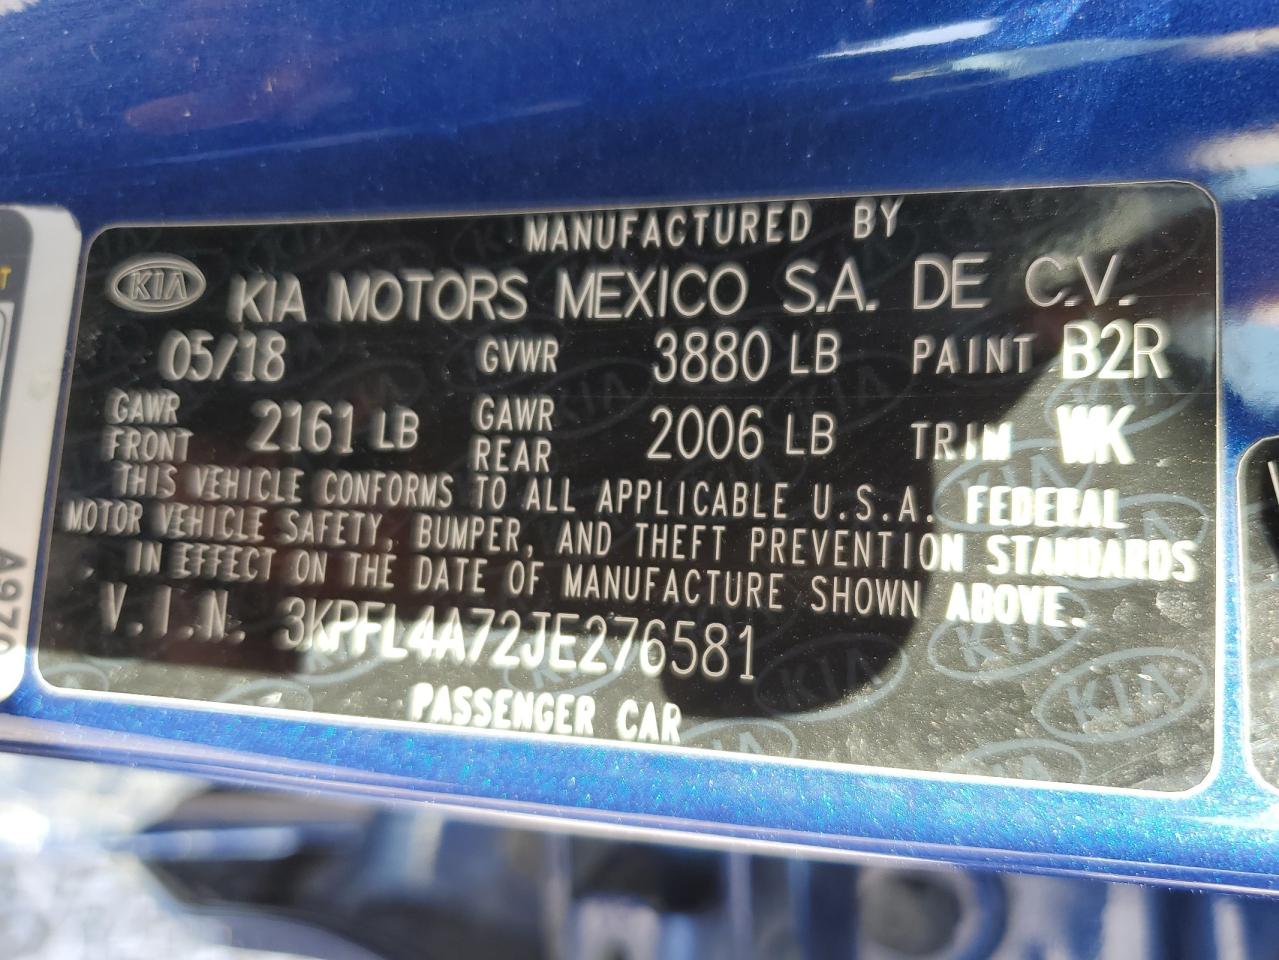 MANUFACTURED BY
KIA KIA MOTORS MEXICO S.A. DE C.V.
05/18 GVWR 3880 LB PAINT B2R
GAWR FRONT 2161 LB GAWR REAR 2006 LB TRIM WK
THIS VEHICLE CONFORMS TO ALL APPLICABLE U.S.A. FEDERAL
MOTOR VEHICLE SAFETY, BUMPER, AND THEFT PREVENTION STANDARDS
IN EFFECT ON THE DATE OF MANUFACTURE SHOWN ABOVE.
V.I.N. 3KPFL4A72JE276581
PASSENGER CAR